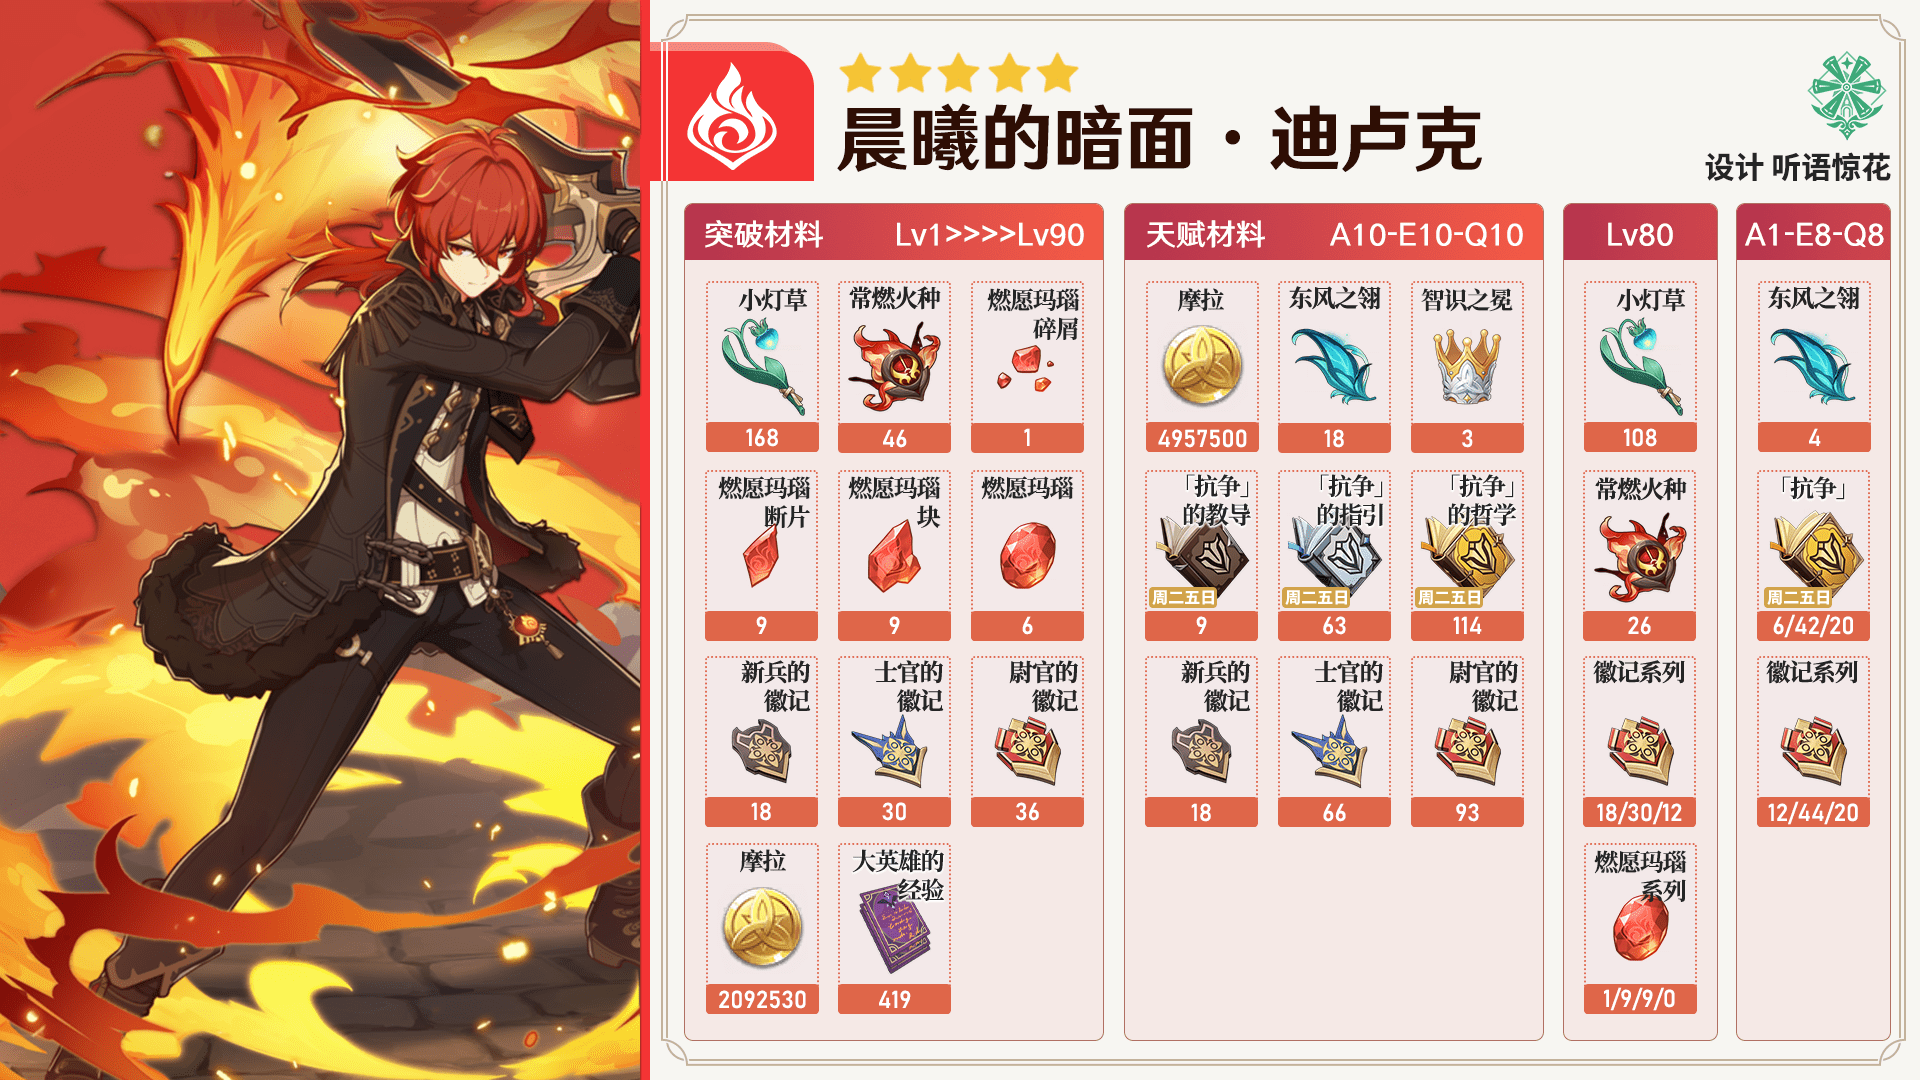 晨曦的暗面·迪卢克
设计 听语惊花
突破材料 Lv1>>>>Lv90
小灯草
168
常燃火种
46
燃愿玛瑙
碎屑
1
燃愿玛瑙
断片
9
燃愿玛瑙
块
9
燃愿玛瑙
6
新兵的
徽记
18
士官的
徽记
30
尉官的
徽记
36
摩拉
2092530
大英雄的
经验
419
天赋材料 A10-E10-Q10
摩拉
4957500
东风之翎
18
智识之冕
3
「抗争」
的教导
周二五日
9
「抗争」
的指引
周二五日
63
「抗争」
的哲学
周二五日
114
新兵的
徽记
18
士官的
徽记
66
尉官的
徽记
93
Lv80
小灯草
108
常燃火种
26
徽记系列
18/30/12
燃愿玛瑙
系列
1/9/9/0
A1-E8-Q8
东风之翎
4
「抗争」
周二五日
6/42/20
徽记系列
12/44/20